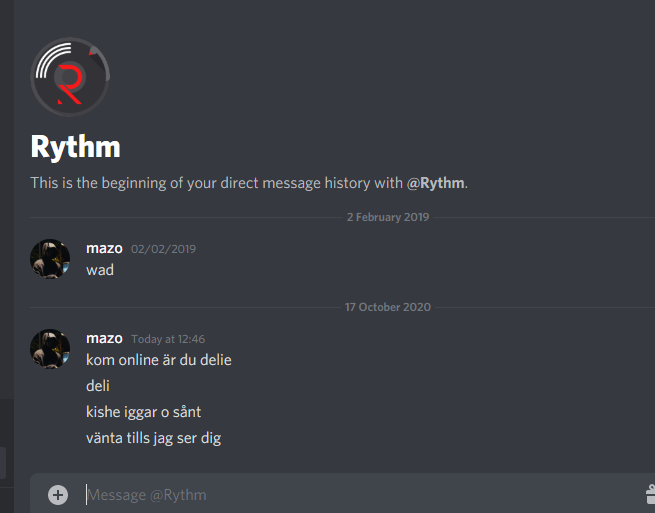 R
Rythm
This is the beginning of your direct message history with @Rythm.
2 February 2019
mazo 02/02/2019
wad
17 October 2020
mazo Today at 12:46
kom online är du delie
deli
kishe iggar o sånt
vänta tills jag ser dig
Message @Rythm